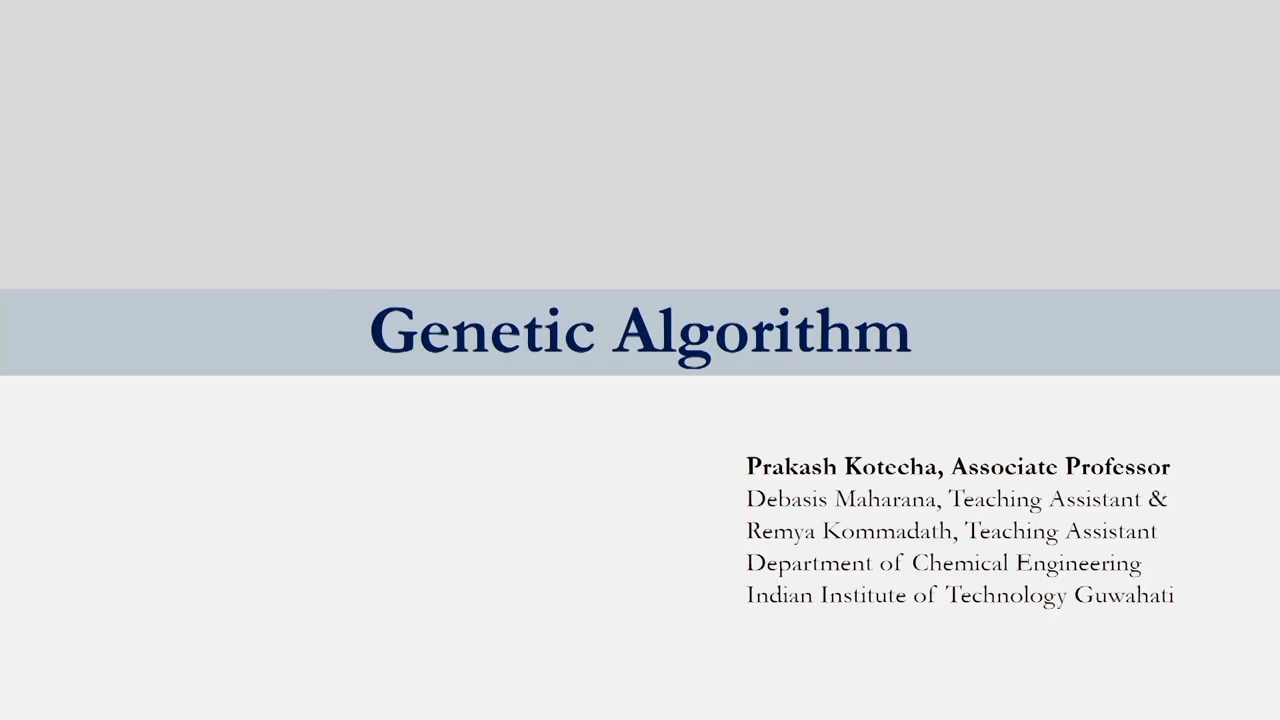 Genetic Algorithm
Prakash Kotecha, Associate Professor
Debasis Maharana, Teaching Assistant &
Remya Kommadath, Teaching Assistant
Department of Chemical Engineering
Indian Institute of Technology Guwahati